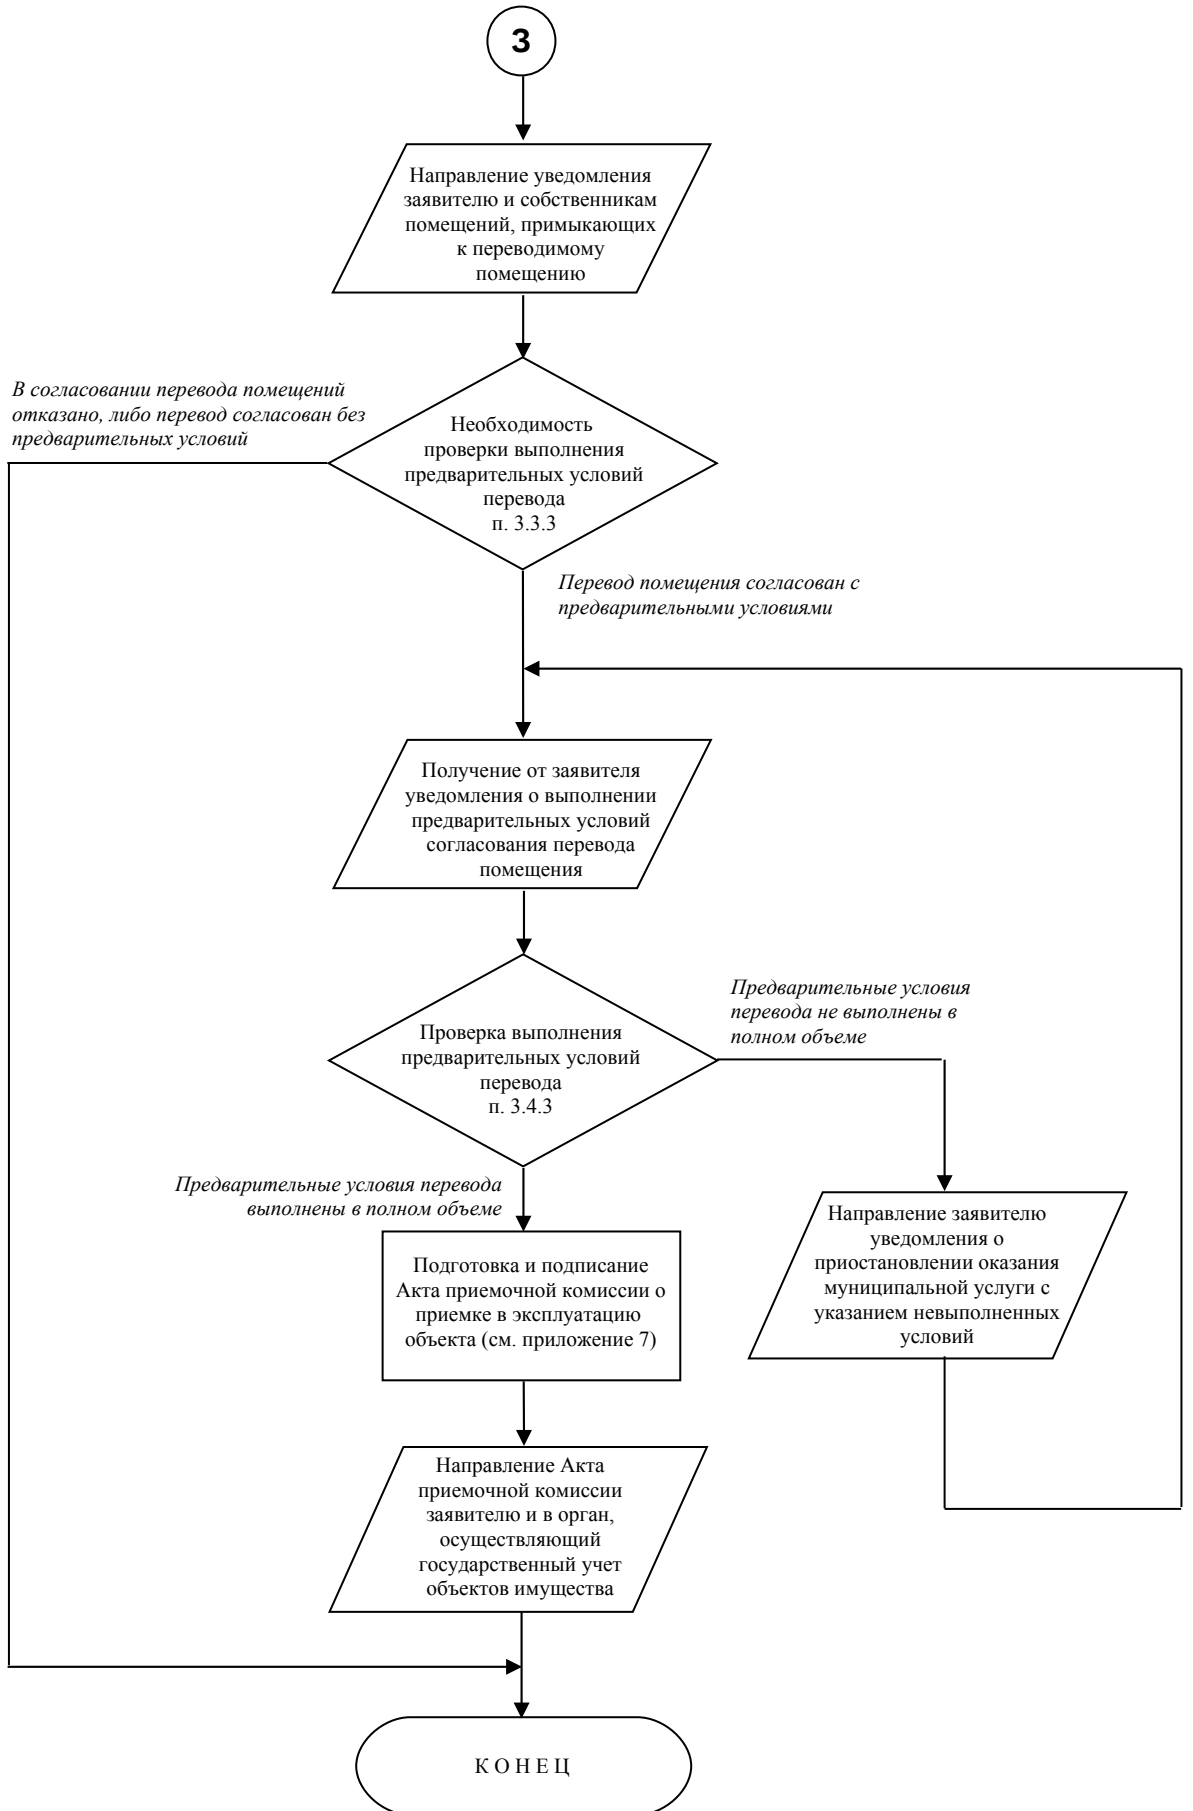 3
Направление уведомления
заявителю и собственникам
помещений, примыкающих
к переводимому
помещению
В согласовании перевода помещений
отказано, либо перевод согласован без
предварительных условий
Необходимость
проверки выполнения
предварительных условий
перевода
п. 3.3.3
Перевод помещения согласован с
предварительными условиями
Получение от заявителя
уведомления о выполнении
предварительных условий
согласования перевода
помещения
Предварительные условия
перевода не выполнены в
полном объеме
Проверка выполнения
предварительных условий
перевода
п. 3.4.3
Предварительные условия перевода
выполнены в полном объеме
Направление заявителю
уведомления о
приостановлении оказания
муниципальной услуги с
указанием невыполненных
условий
Подготовка и подписание
Акта приемочной комиссии о
приемке в эксплуатацию
объекта (см. приложение 7)
Направление Акта
приемочной комиссии
заявителю и в орган,
осуществляющий
государственный учет
объектов имущества
К О Н Е Ц